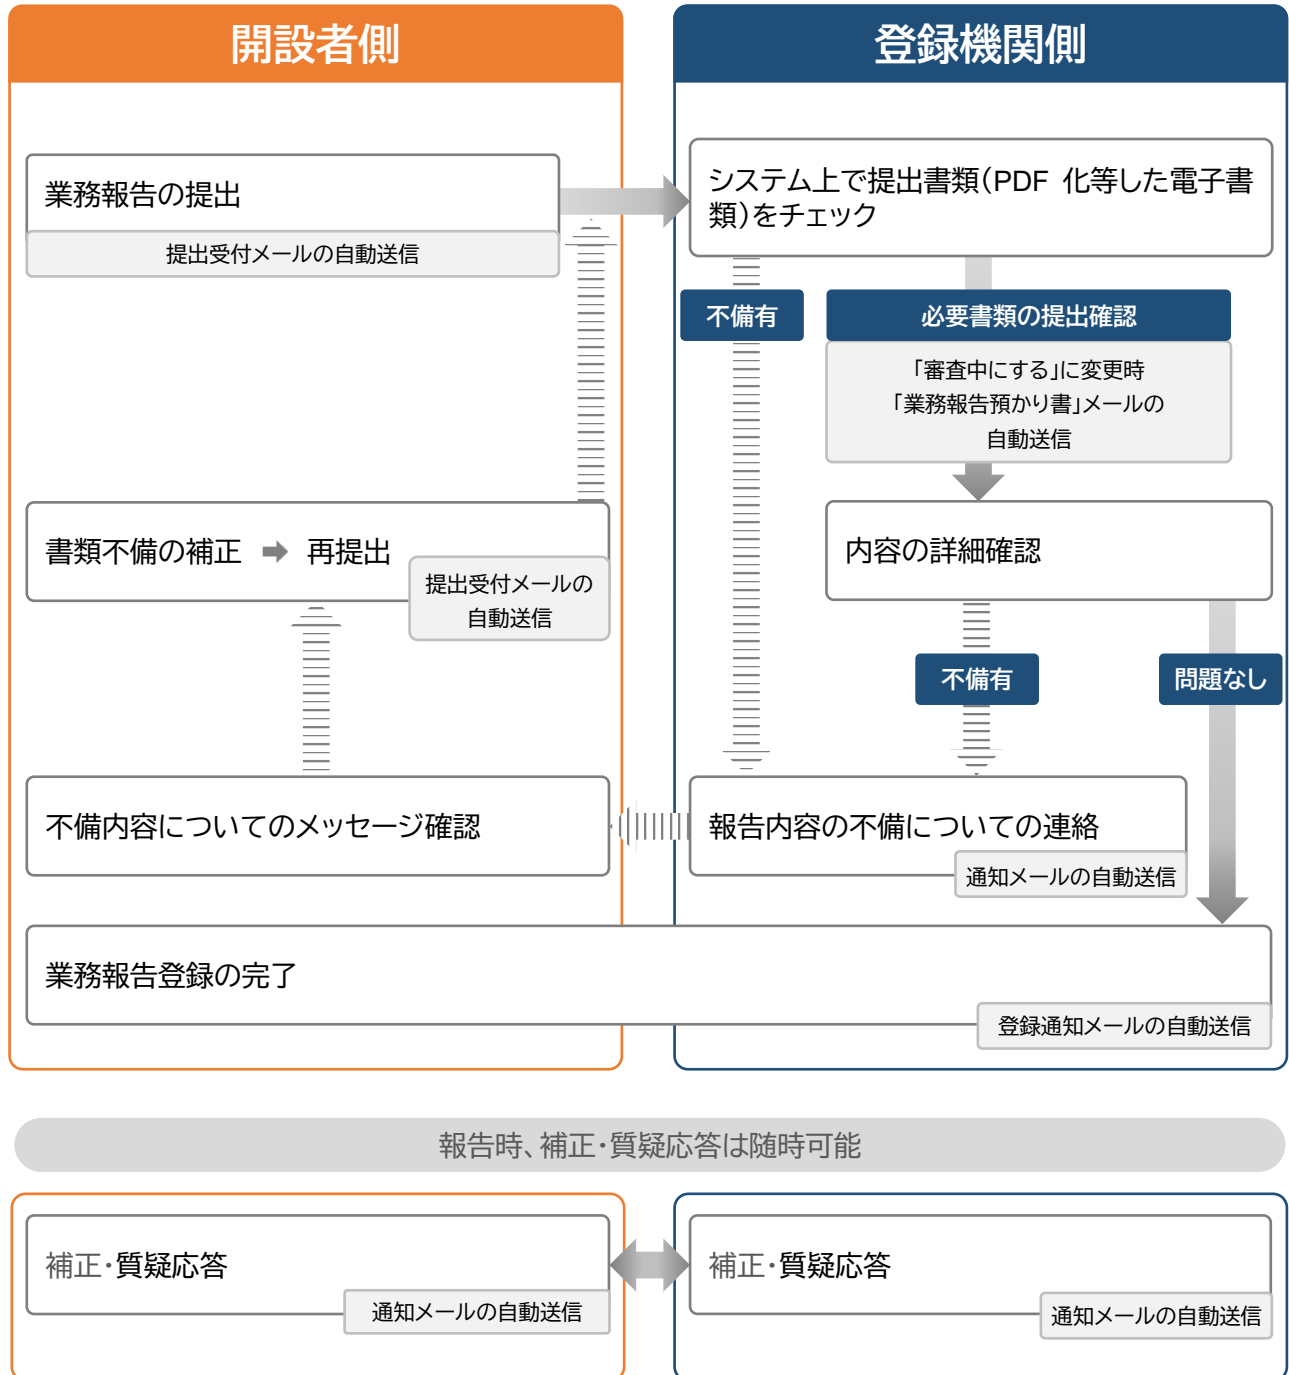 開設者側
登録機関側
業務報告の提出
提出受付メールの自動送信
システム上で提出書類(PDF 化等した電子書
類)をチェック
不備有
必要書類の提出確認
「審査中にする」に変更時
「業務報告預かり書」メールの
自動送信
書類不備の補正 ➡ 再提出
提出受付メールの
自動送信
内容の詳細確認
不備有
問題なし
不備内容についてのメッセージ確認
報告内容の不備についての連絡
通知メールの自動送信
業務報告登録の完了
登録通知メールの自動送信
報告時、補正・質疑応答は随時可能
補正・質疑応答
通知メールの自動送信
補正・質疑応答
通知メールの自動送信